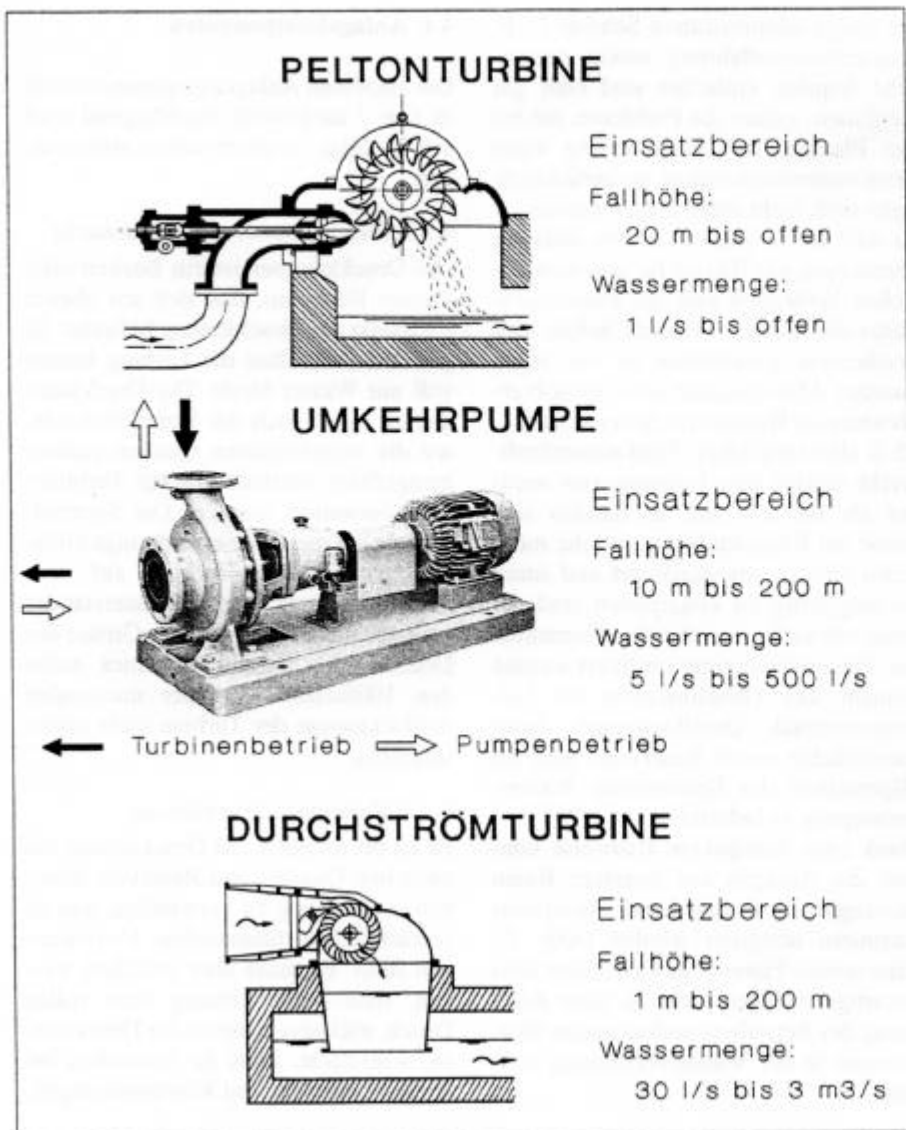 PELTONTURBINE
Einsatzbereich
Fallhöhe:
20 m bis offen
Wassermenge:
1 l/s bis offen
UMKEHRPUMPE
Einsatzbereich
Fallhöhe:
10 m bis 200 m
Wassermenge:
5 l/s bis 500 l/s
Turbinenbetrieb Pumpenbetrieb
DURCHSTRÖMTURBINE
Einsatzbereich
Fallhöhe:
1 m bis 200 m
Wassermenge:
30 l/s bis 3 m3/s